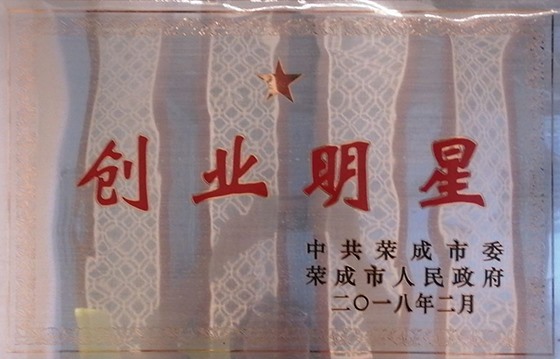 创业明星
中共荣成市委
荣成市人民政府
二〇一八年二月